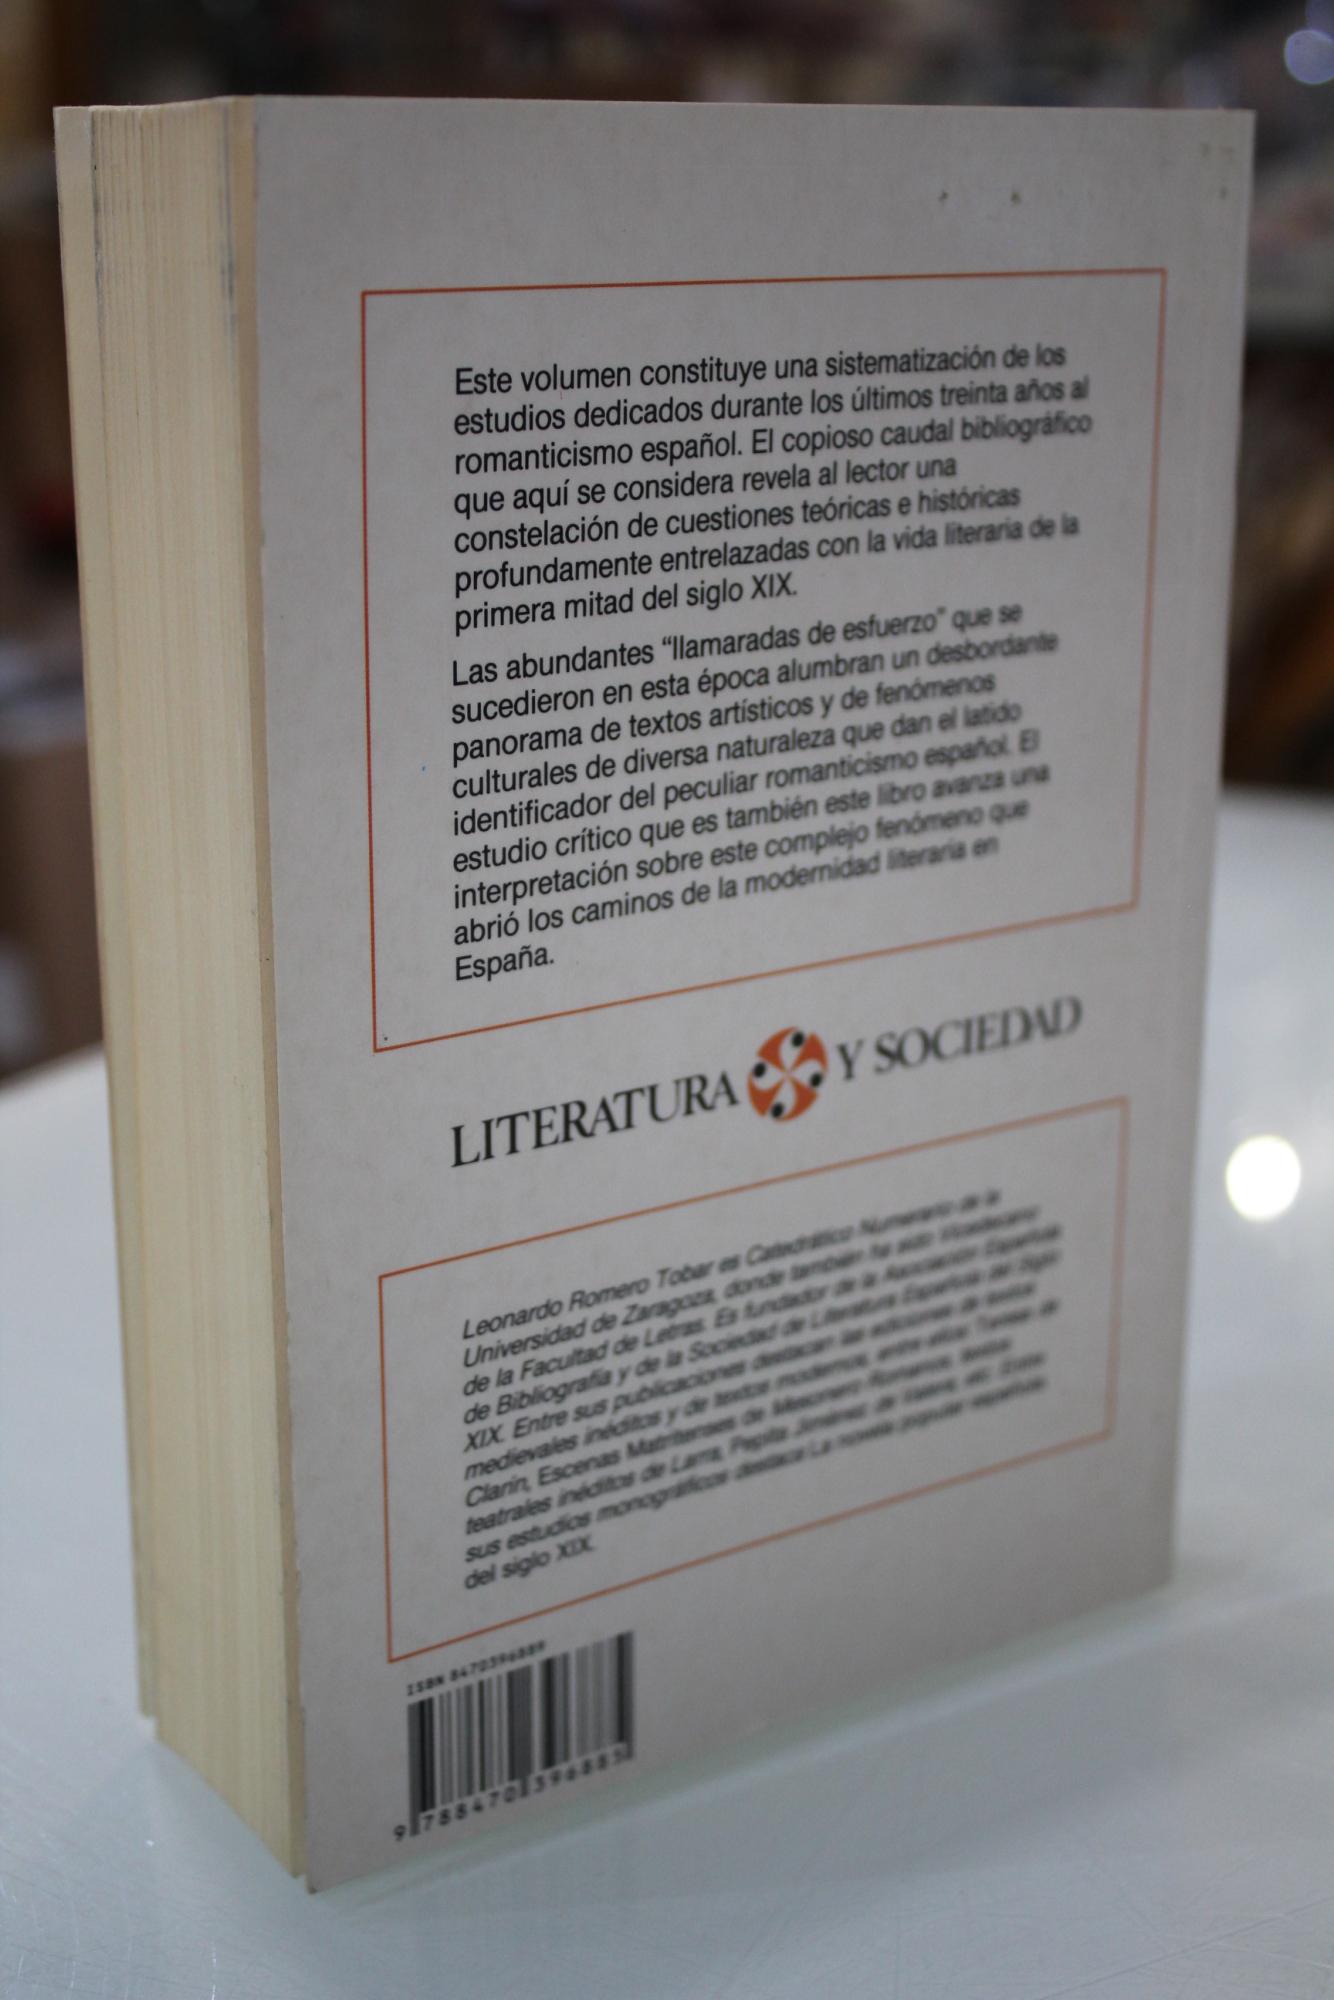 Este volumen constituye una sistematización de los
estudios dedicados durante los últimos treinta años al
romanticismo español. El copioso caudal bibliográfico
que aquí se considera revela al lector una
constelación de cuestiones teóricas e históricas
profundamente entrelazadas con la vida literaria de la
primera mitad del siglo XIX.
Las abundantes “llamaradas de esfuerzo” que se
sucedieron en esta época alumbran un desbordante
panorama de textos artísticos y de fenómenos
culturales de diversa naturaleza que dan el latido
identificador del peculiar romanticismo español. El
estudio crítico que es también este libro avanza una
interpretación sobre este complejo fenómeno que
abrió los caminos de la modernidad literaria en
España.
LITERATURA Y SOCIEDAD
Leonardo Romero Tobar es Catedrático Numerario de la
Universidad de Zaragoza, donde también ha sido Vicedecano
de la Facultad de Letras. Es fundador de la Asociación Española
de Bibliografía y de la Sociedad de Literatura Española del Siglo
XIX. Entre sus publicaciones destacan las ediciones de textos
medievales inéditos y de textos modernos, entre ellos: Teresa de
Clarín, Escenas Matritenses de Mesonero Romanos, textos
teatrales inéditos de Larra, Pepita Jiménez de Valera, etc. Entre
sus estudios monográficos destaca La novela popular española
del siglo XIX.
ISBN 8470396889
9 788470 396885